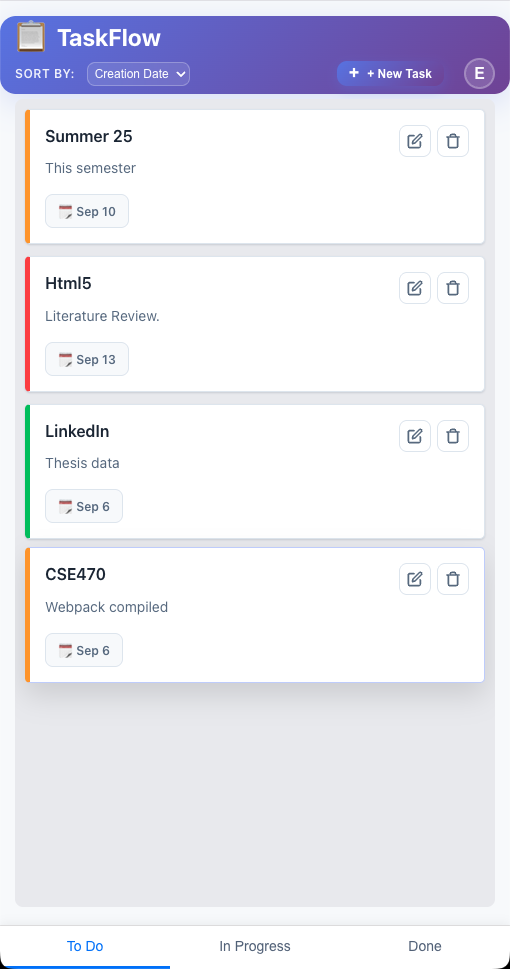 TaskFlow
SORT BY: Creation Date + + New Task E
Summer 25
This semester
Sep 10
Html5
Literature Review.
Sep 13
LinkedIn
Thesis data
Sep 6
CSE470
Webpack compiled
Sep 6
To Do In Progress Done